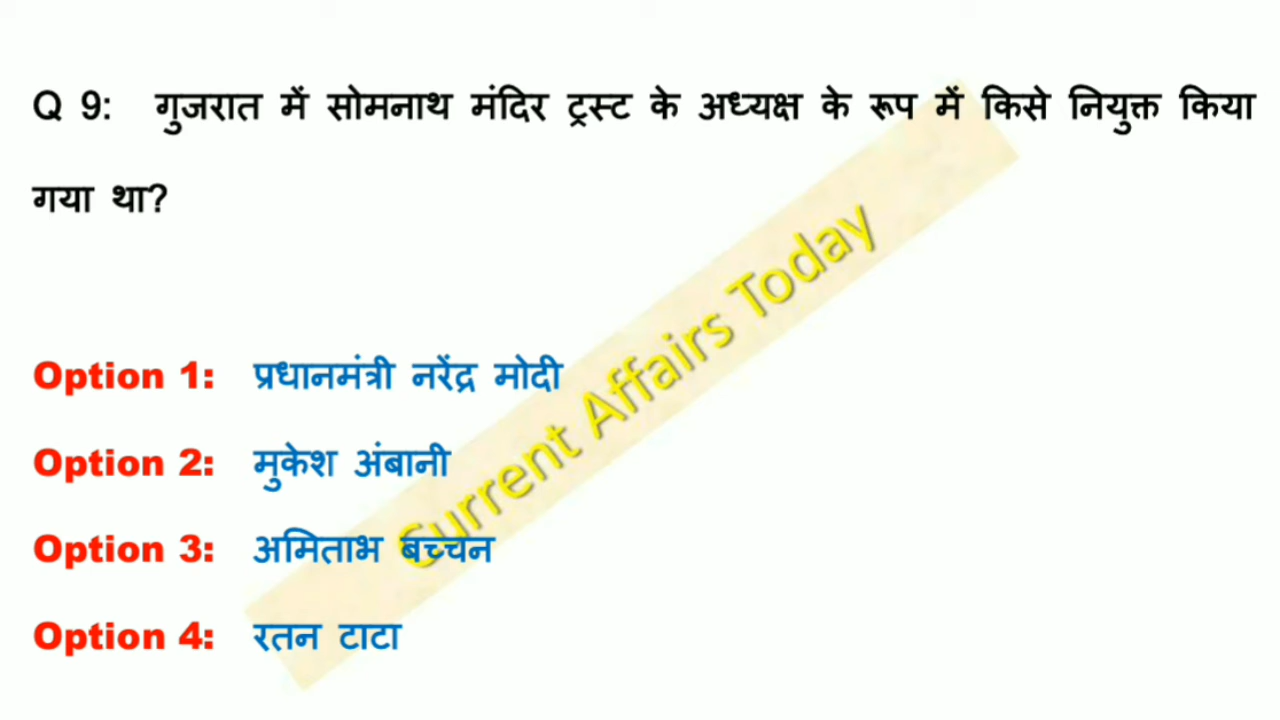 Q 9: गुजरात में सोमनाथ मंदिर ट्रस्ट के अध्यक्ष के रूप में किसे नियुक्त किया
गया था?
Option 1: प्रधानमंत्री नरेंद्र मोदी
Option 2: मुकेश अंबानी
Option 3: अमिताभ बच्चन
Option 4: रतन टाटा
Current Affairs Today